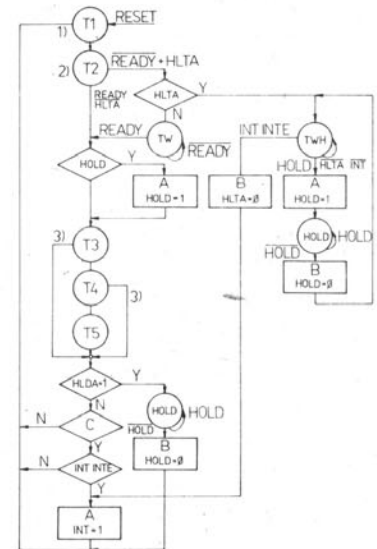 T1
RESET
1)
T2
2)
READY + HLTA
READY
HLTA
HLTA
Y
N
READY
TW
READY
INT INTE
TWH
HLTA INT
HOLD
HOLD
Y
A
HOLD=1
B
HLTA=Ø
A
HOLD=1
HOLD
HOLD
HOLD
B
HOLD=Ø
3)
T3
T4
3)
T5
HLDA=1
Y
N
HOLD
HOLD
HOLD
C
N
Y
B
HOLD=Ø
INT INTE
N
Y
A
INT=1